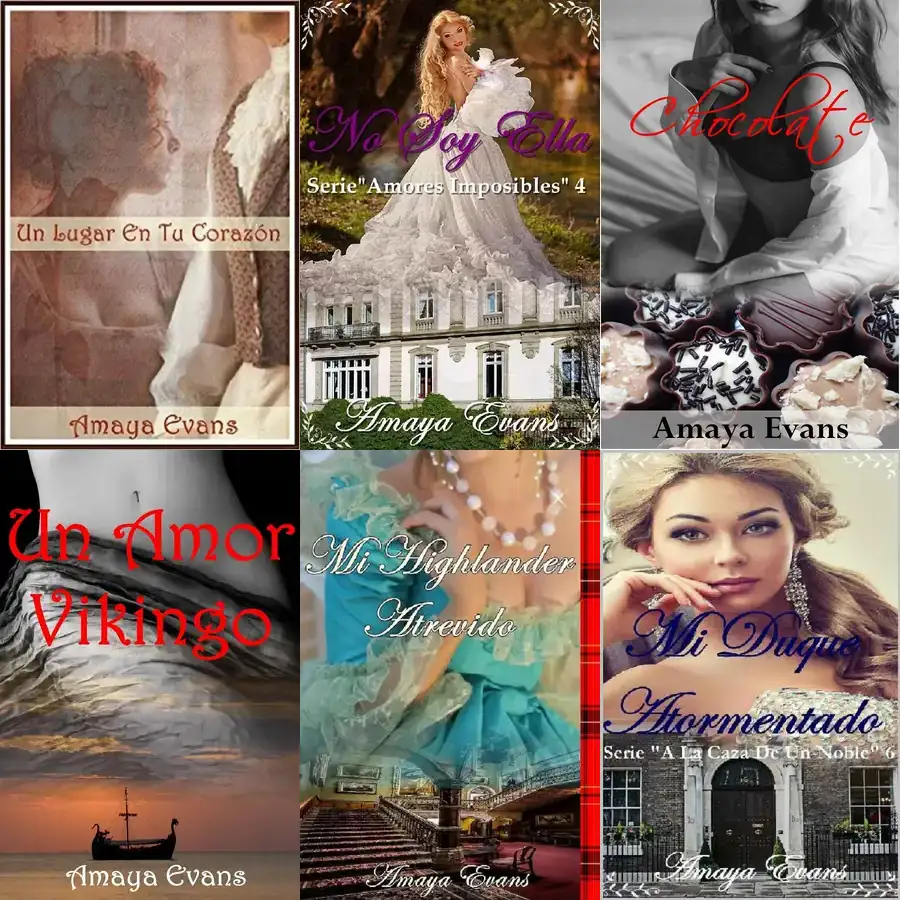 Un Lugar En Tu Corazón
Amaya Evans
No Soy Ella
Serie"Amores Imposibles" 4
Amaya Evans
Chocolate
Amaya Evans
Un Amor
Vikingo
Amaya Evans
Mi Highlander
Atrevido
Amaya Evans
Mi Duque
Atormentado
Serie "A La Caza De Un Noble" 6
Amaya Evans